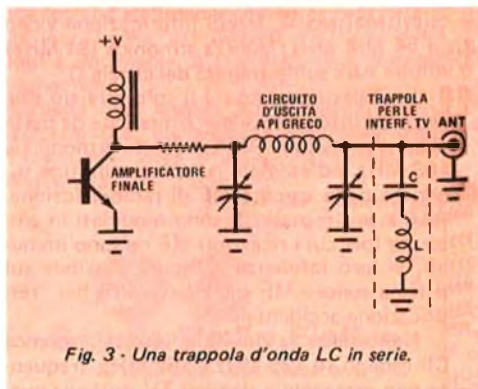 +V
CIRCUITO
D'USCITA
A PI GRECO
TRAPPOLA
PER LE
INTERF. TV
ANT
AMPLIFICATORE
FINALE
C
L
Fig. 3 - Una trappola d'onda LC in serie.